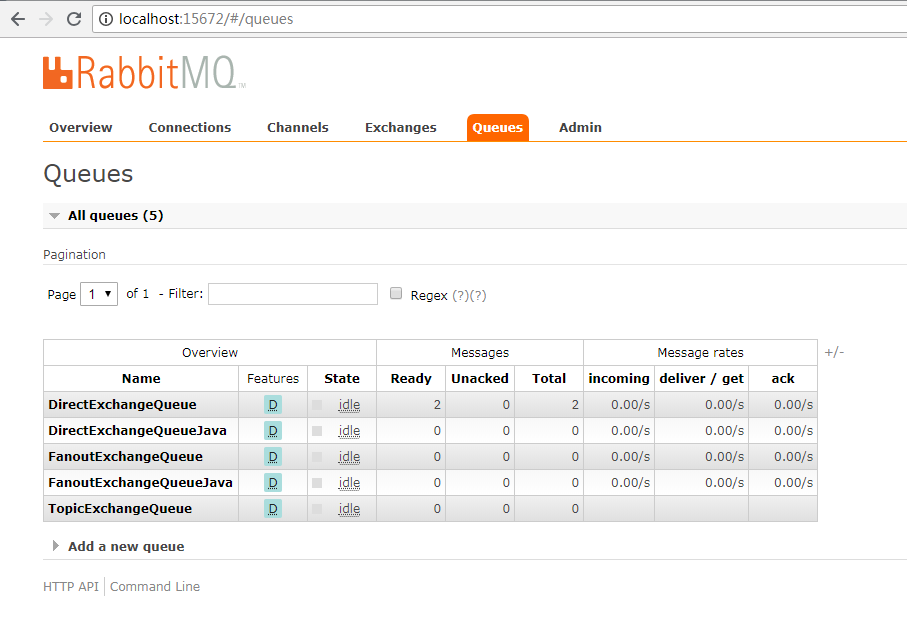 localhost:15672/#/queues
RabbitMQ TM
Overview Connections Channels Exchanges Queues Admin
Queues
All queues (5)
Pagination
Page 1 of 1 - Filter: Regex (?)(?)
Overview Messages Message rates +/-
Name Features State Ready Unacked Total incoming deliver / get ack
DirectExchangeQueue D idle 2 0 2 0.00/s 0.00/s 0.00/s
DirectExchangeQueueJava D idle 0 0 0 0.00/s 0.00/s 0.00/s
FanoutExchangeQueue D idle 0 0 0 0.00/s 0.00/s 0.00/s
FanoutExchangeQueueJava D idle 0 0 0 0.00/s 0.00/s 0.00/s
TopicExchangeQueue D idle 0 0 0
Add a new queue
HTTP API Command Line